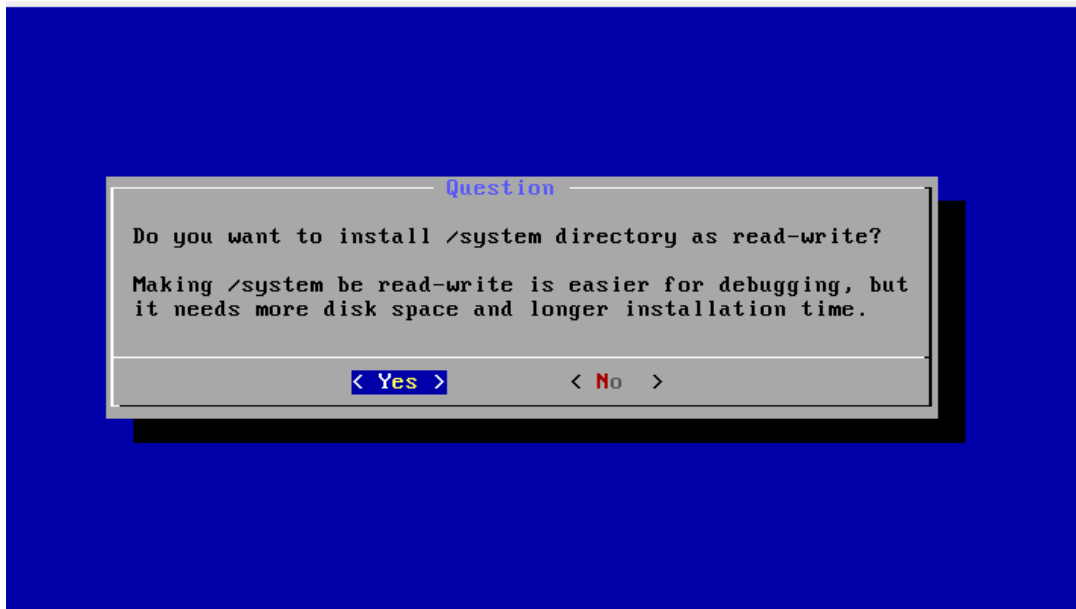 Question
Do you want to install /system directory as read-write?
Making /system be read-write is easier for debugging, but
it needs more disk space and longer installation time.
< Yes > < No >